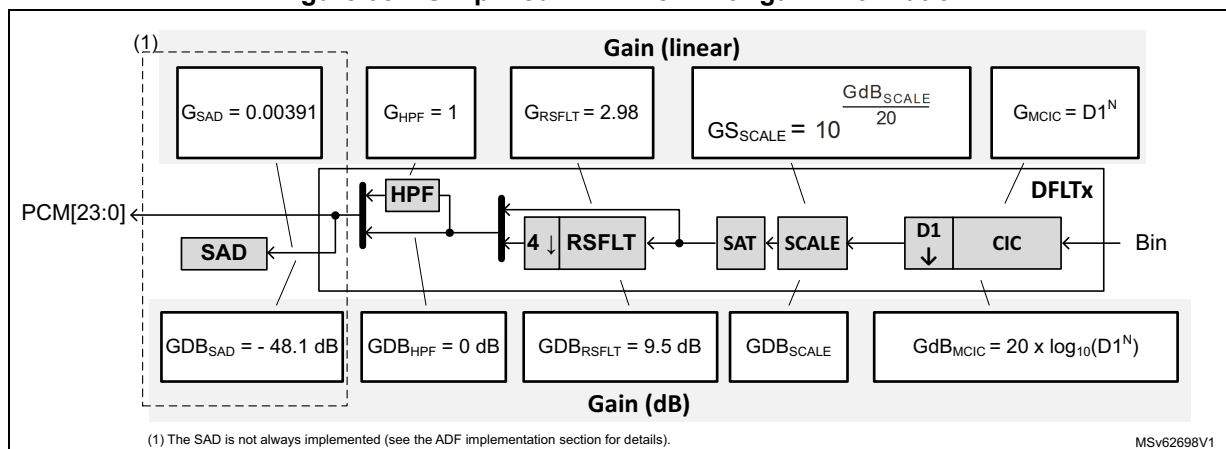 (1)
Gain (linear)
G_SAD = 0.00391
G_HPF = 1
G_RSFLT = 2.98
GS_SCALE = 10^(GdB_SCALE/20)
G_MCIC = D1^N
DFLTx
PCM[23:0]
HPF
SAD
4 ↓ RSFLT
SAT
SCALE
D1 ↓
CIC
Bin
GDB_SAD = - 48.1 dB
GDB_HPF = 0 dB
GDB_RSFLT = 9.5 dB
GDB_SCALE
GdB_MCIC = 20 x log_10(D1^N)
Gain (dB)
(1) The SAD is not always implemented (see the ADF implementation section for details).
MSv62698V1